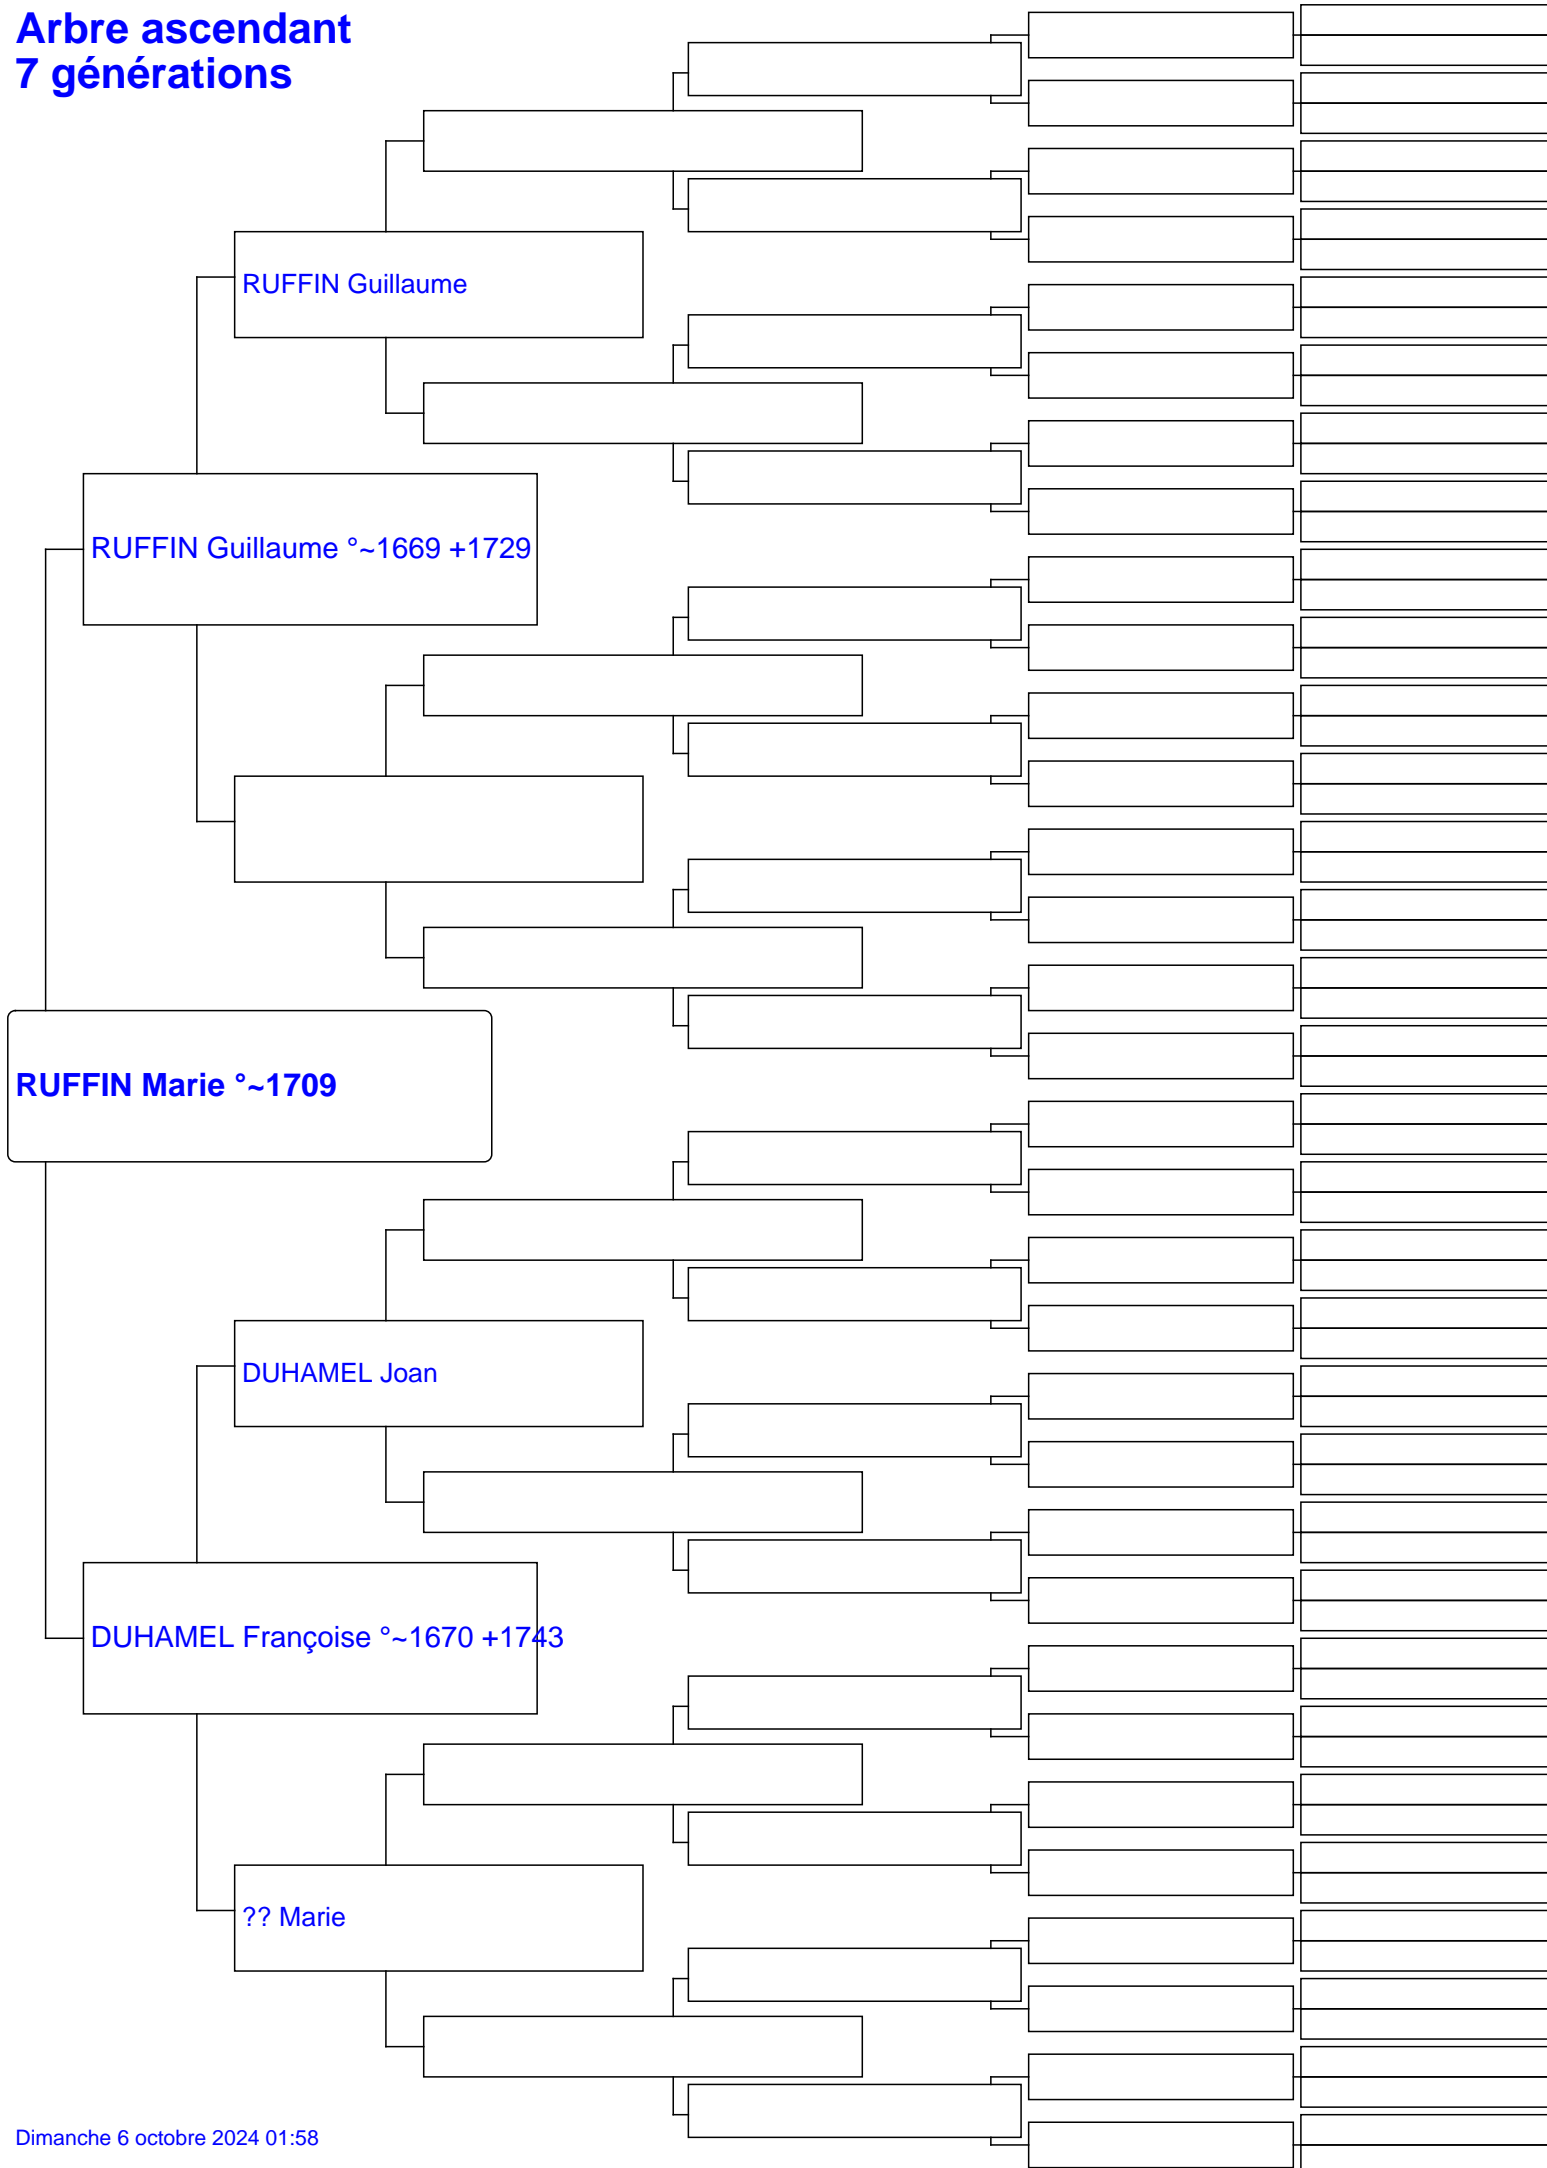 Arbre ascendant
7 générations
RUFFIN Guillaume
RUFFIN Guillaume °~1669 +1729
RUFFIN Marie °~1709
DUHAMEL Joan
DUHAMEL Françoise °~1670 +1743
?? Marie
Dimanche 6 octobre 2024 01:58